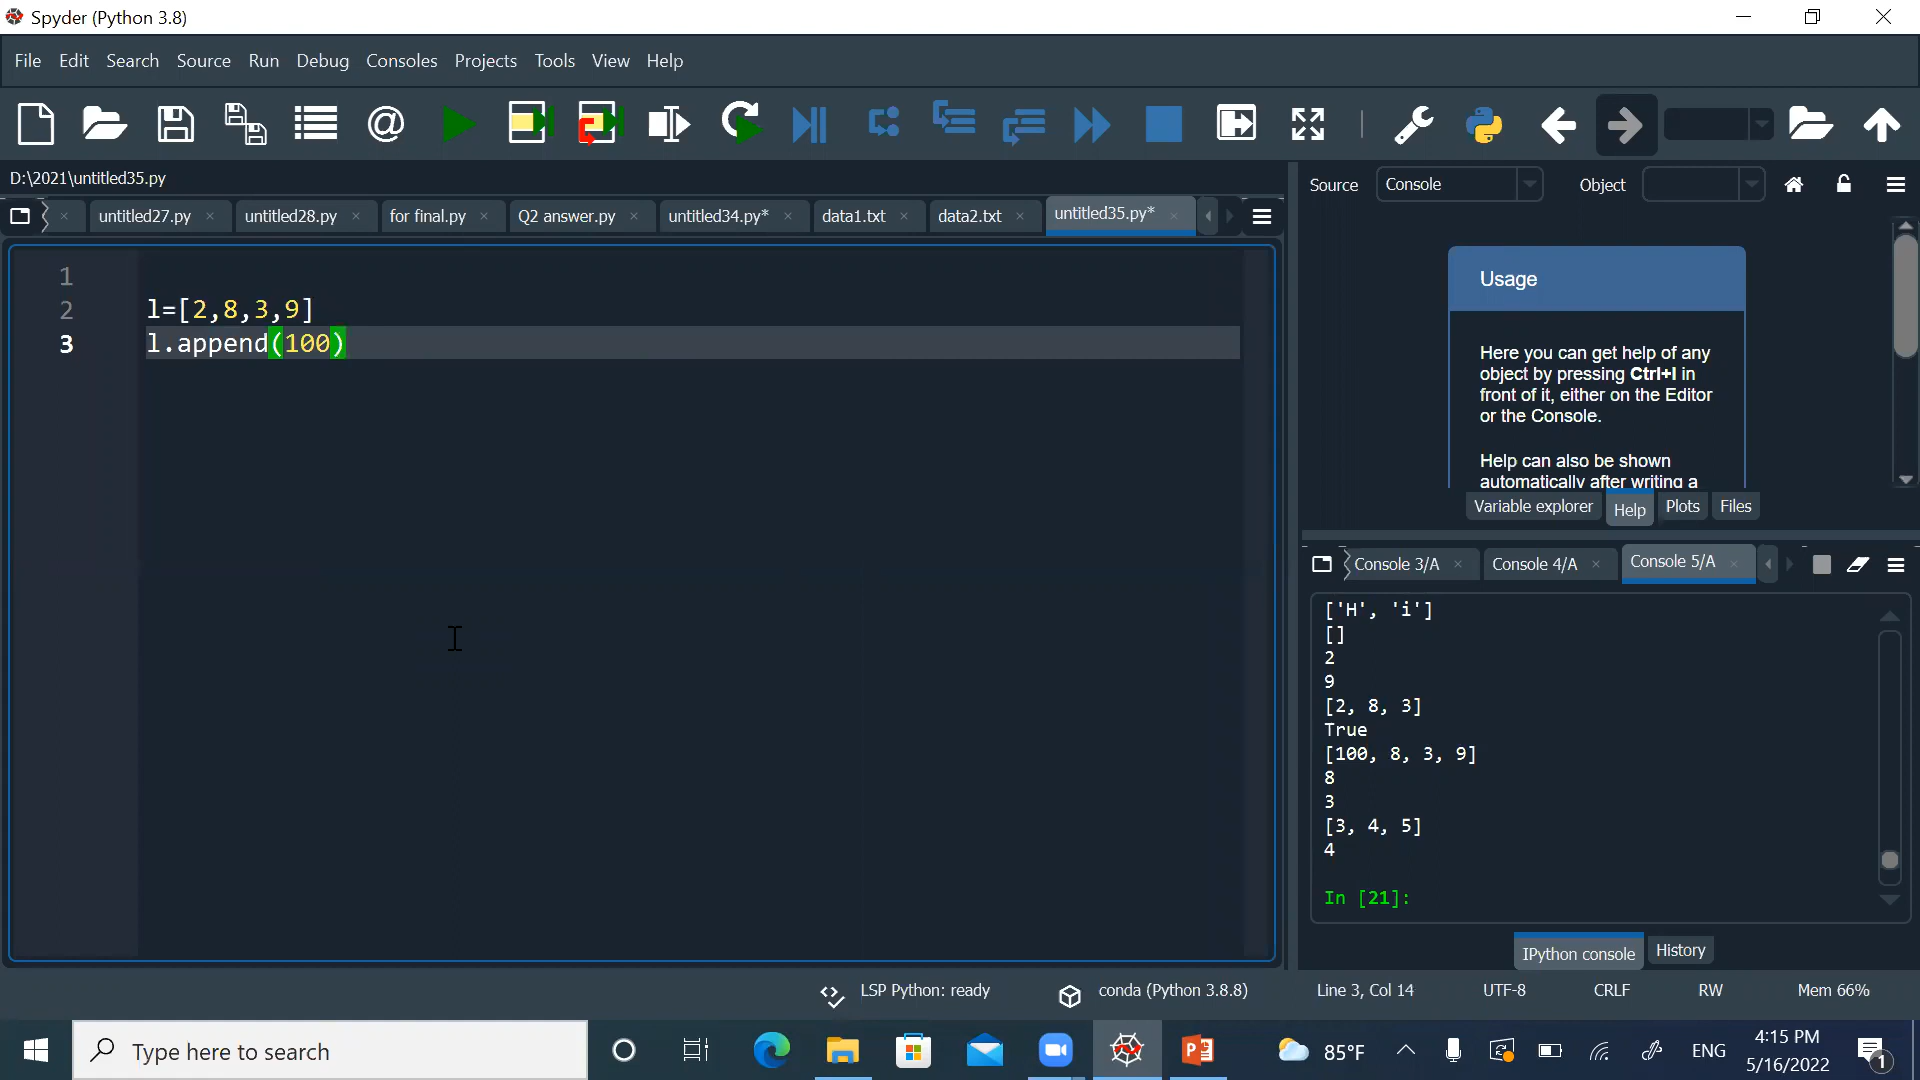 Spyder (Python 3.8)
File Edit Search Source Run Debug Consoles Projects Tools View Help
D:\2021\untitled35.py
untitled27.py untitled28.py for final.py Q2 answer.py untitled34.py* data1.txt data2.txt untitled35.py*
1
2 l=[2,8,3,9]
3 l.append(100)
Source Console Object
Usage
Here you can get help of any
object by pressing Ctrl+I in
front of it, either on the Editor
or the Console.
Help can also be shown
automatically after writing a
Variable explorer Help Plots Files
Console 3/A Console 4/A Console 5/A
['H', 'i']
[]
2
9
[2, 8, 3]
True
[100, 8, 3, 9]
8
3
[3, 4, 5]
4
In [21]:
IPython console History
LSP Python: ready conda (Python 3.8.8) Line 3, Col 14 UTF-8 CRLF RW Mem 66%
Type here to search
85°F ENG
4:15 PM
5/16/2022
1